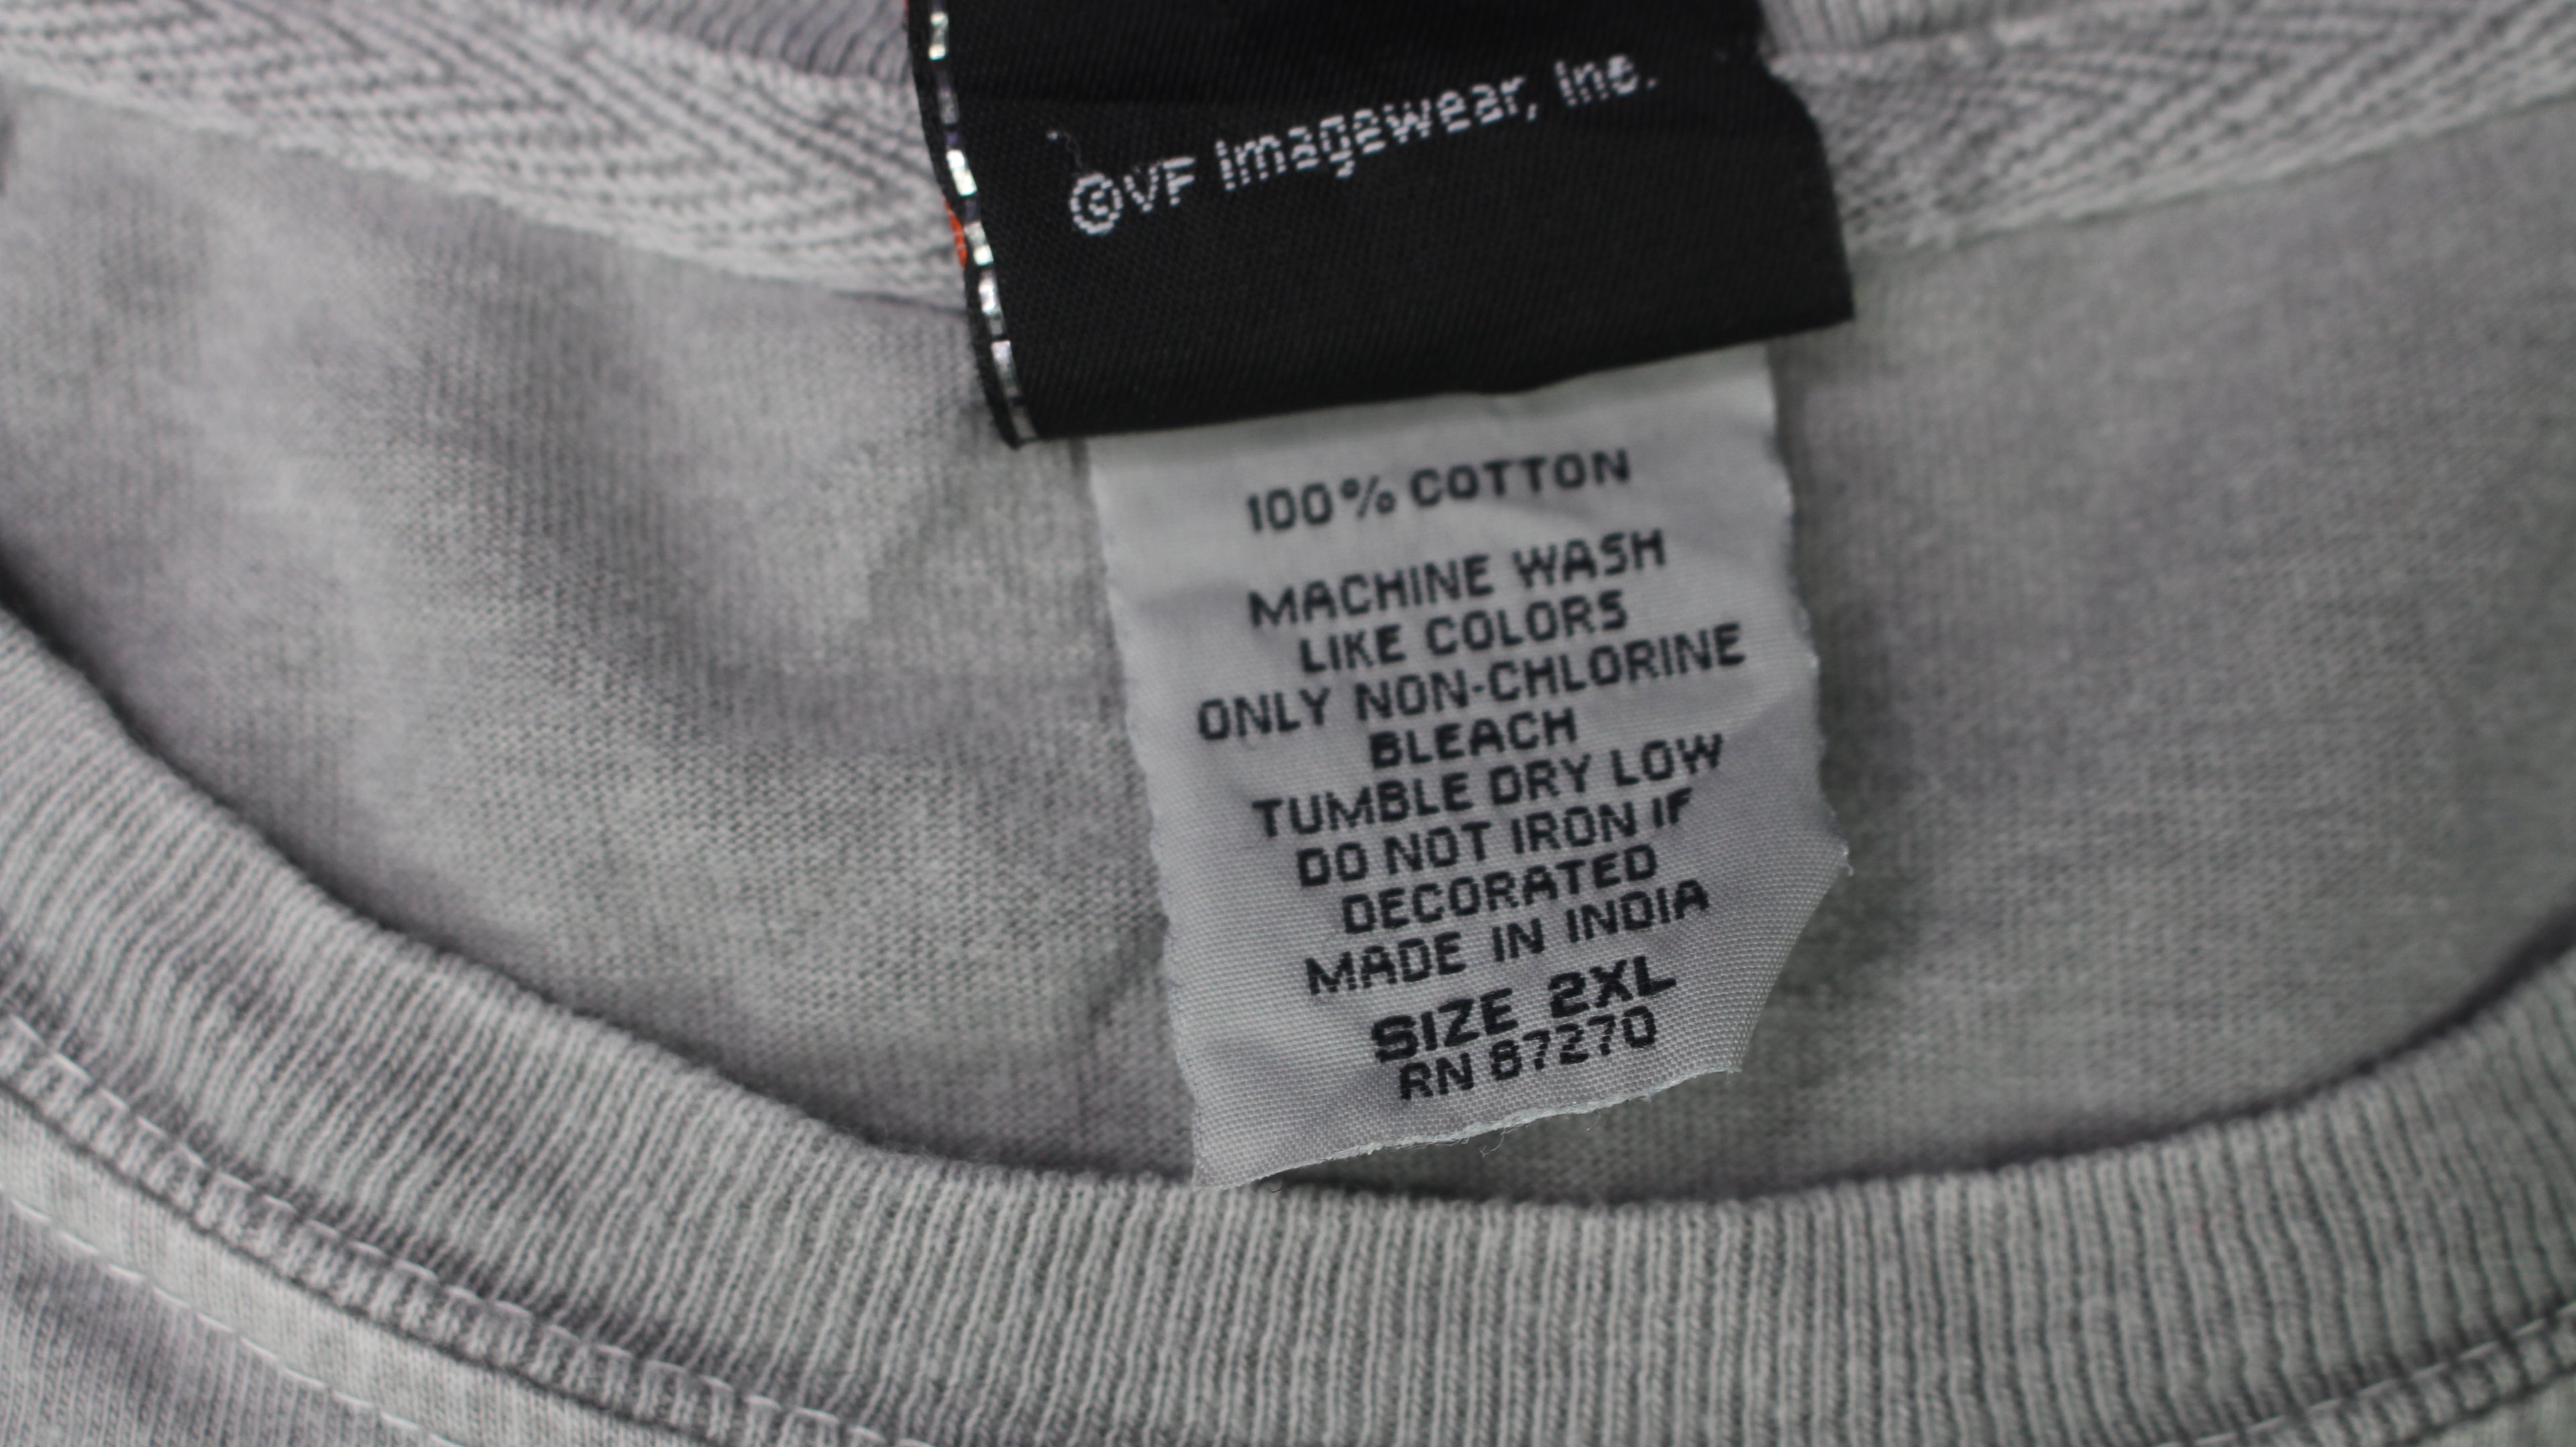 ©VF Imagewear, Inc.
100% COTTON
MACHINE WASH
LIKE COLORS
ONLY NON-CHLORINE
BLEACH
TUMBLE DRY LOW
DO NOT IRON IF
DECORATED
MADE IN INDIA
SIZE 2XL
RN 87270